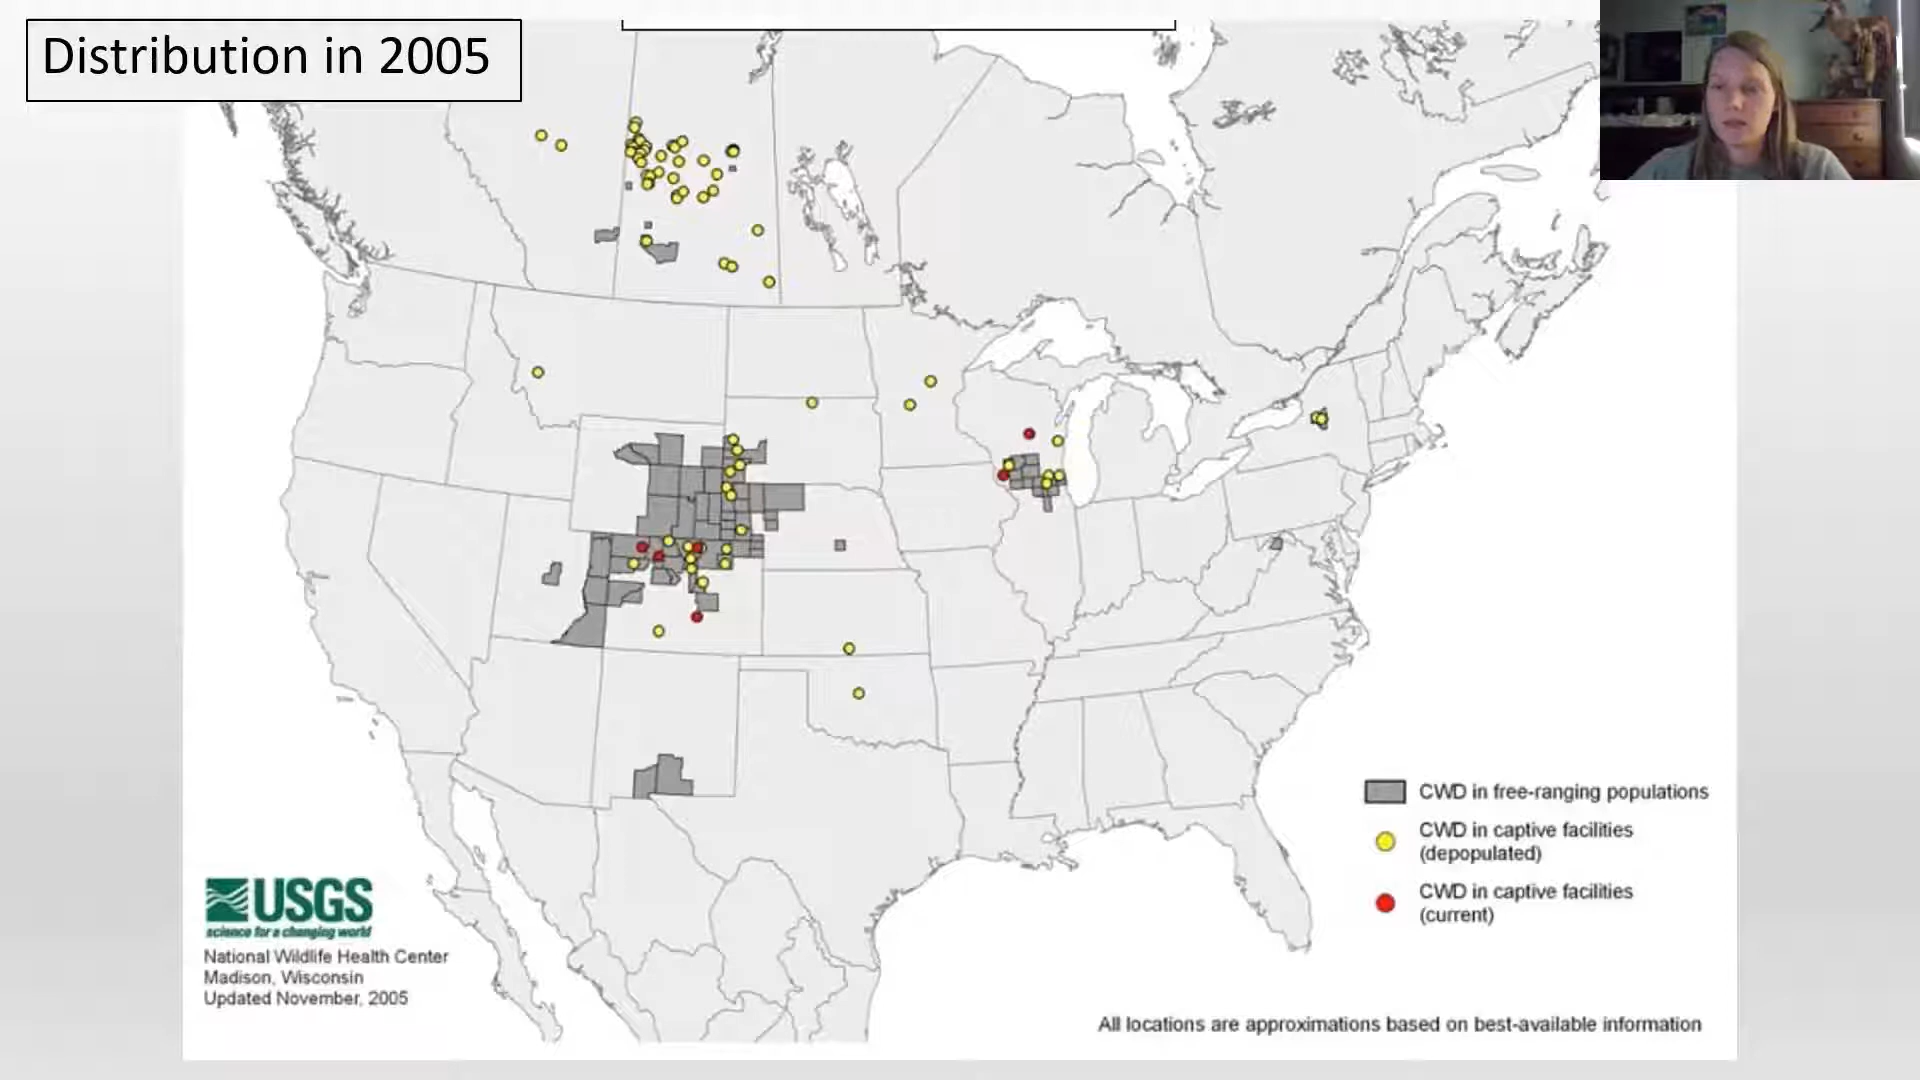 Distribution in 2005
CWD in free-ranging populations
CWD in captive facilities
(depopulated)
CWD in captive facilities
(current)
USGS
science for a changing world
National Wildlife Health Center
Madison, Wisconsin
Updated November, 2005
All locations are approximations based on best-available information